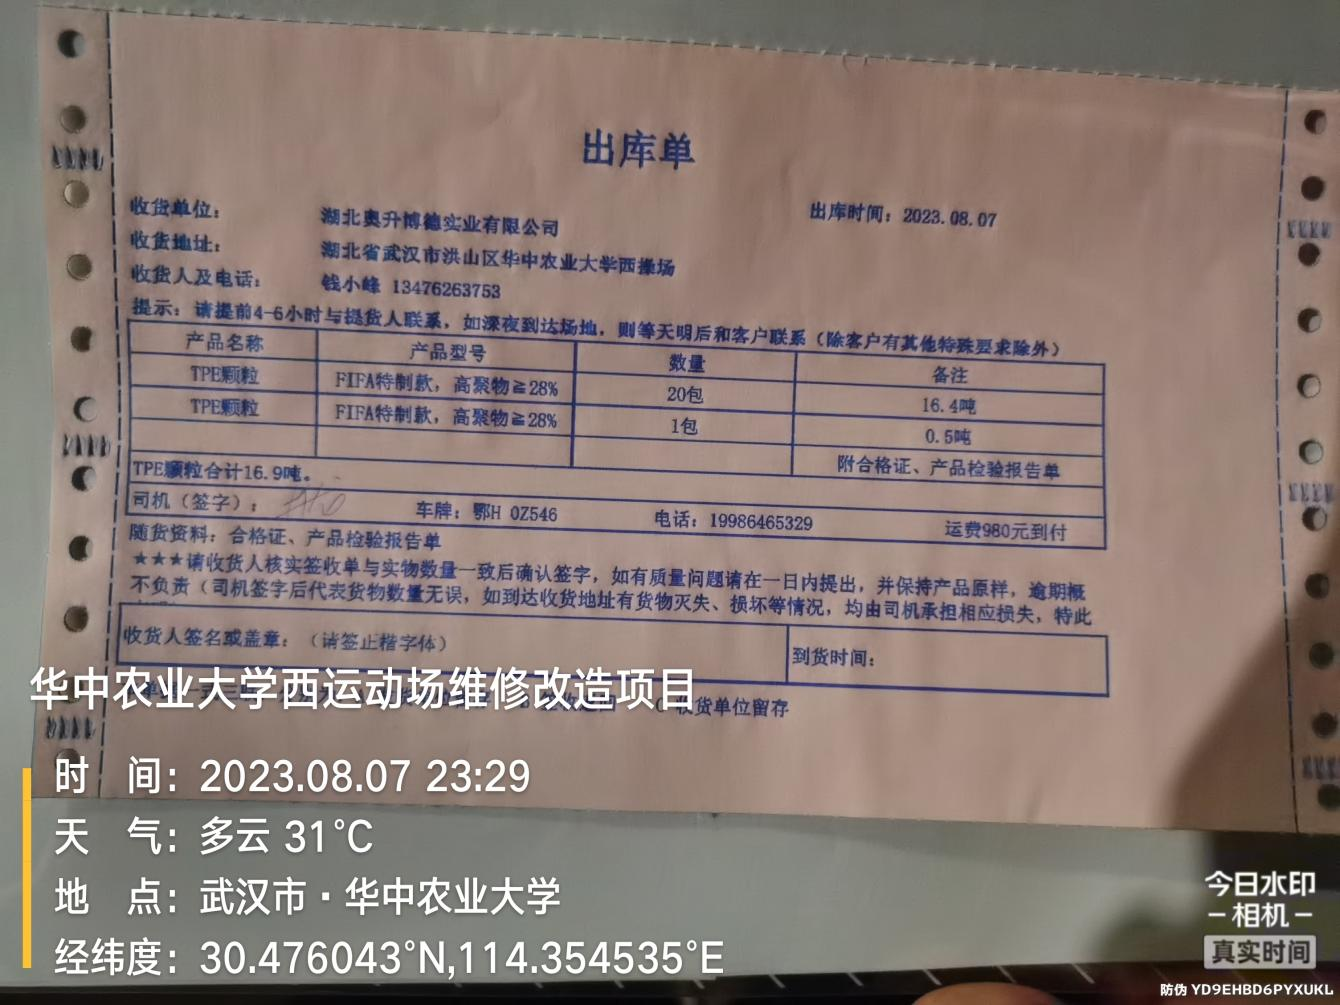 出库单
收货单位： 湖北奥升博德实业有限公司 出库时间：2023.08.07
收货地址： 湖北省武汉市洪山区华中农业大学西操场
收货人及电话： 钱小峰 13476263753
提示：请提前4-6小时与提货人联系，如深夜到达场地，则等天明后和客户联系（除客户有其他特殊要求除外）
产品名称 产品型号 数量 备注
TPE颗粒 FIFA特制款，高聚物≧28% 20包 16.4吨
TPE颗粒 FIFA特制款，高聚物≧28% 1包 0.5吨
附合格证、产品检验报告单
TPE颗粒合计16.9吨。
司机（签字）： 车牌：鄂H 0Z546 电话：19986465329 运费980元到付
随货资料：合格证、产品检验报告单
★★★请收货人核实签收单与实物数量一致后确认签字，如有质量问题请在一日内提出，并保持产品原样，逾期概
不负责（司机签字后代表货物数量无误，如到达收货地址有货物灭失、损坏等情况，均由司机承担相应损失，特此
收货人签名或盖章：（请签止楷字体） 到货时间：
收货单位留存
华中农业大学西运动场维修改造项目
时 间：2023.08.07 23:29
天 气：多云 31℃
地 点：武汉市·华中农业大学
经纬度：30.476043°N,114.354535°E
今日水印
－相机－
真实时间
防伪 YD9EHBD6PYXUKL